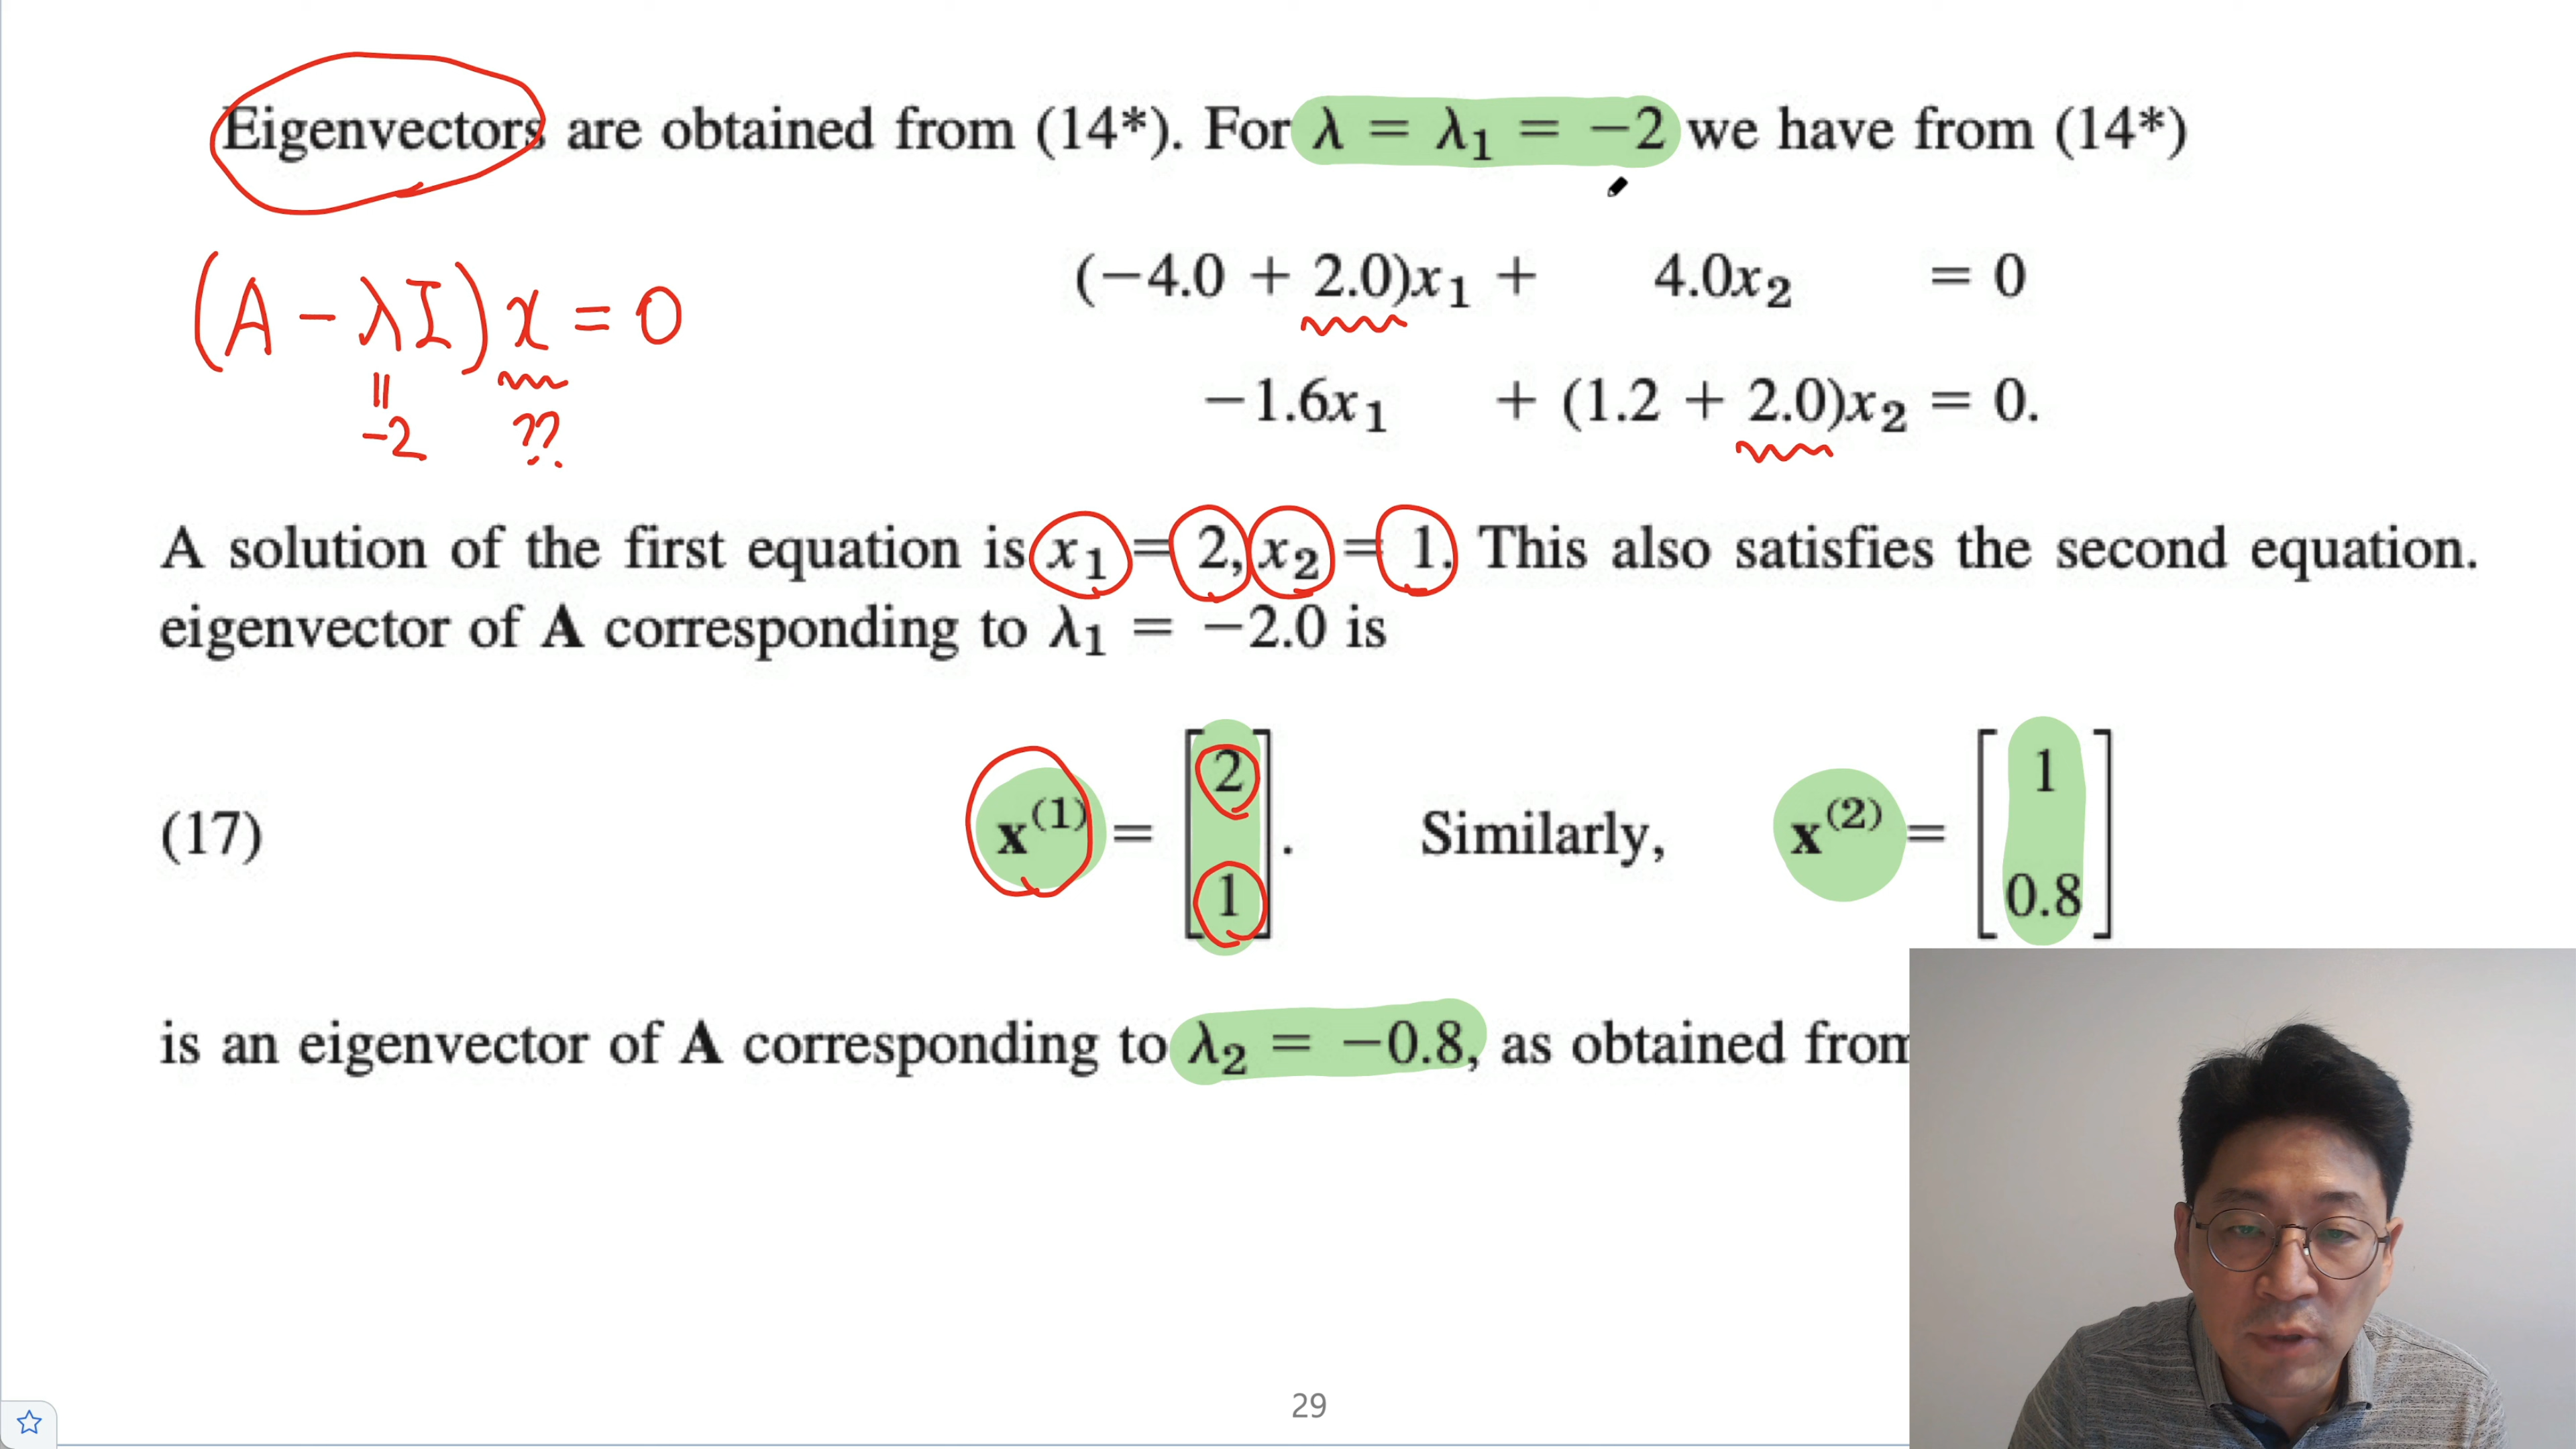 Eigenvectors are obtained from (14*). For λ = λ₁ = −2 we have from (14*)
(A − λI)x = 0
||
-2 ??
(−4.0 + 2.0)x₁ + 4.0x₂ = 0
−1.6x₁ + (1.2 + 2.0)x₂ = 0.
A solution of the first equation is x₁ = 2, x₂ = 1. This also satisfies the second equation.
eigenvector of A corresponding to λ₁ = −2.0 is
(17) x⁽¹⁾ = [2 1]. Similarly, x⁽²⁾ = [1 0.8]
is an eigenvector of A corresponding to λ₂ = −0.8, as obtained from
29